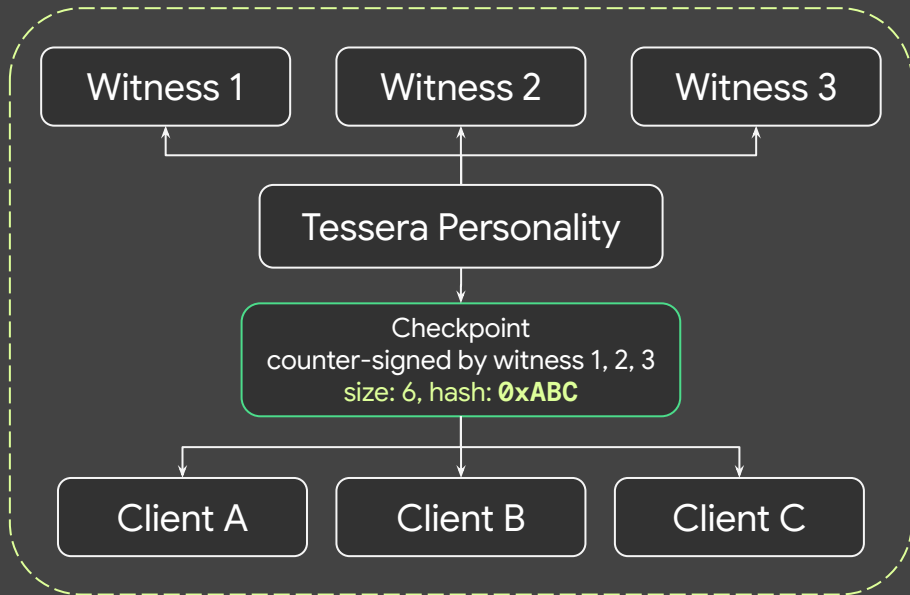 Witness 1
Witness 2
Witness 3
Tessera Personality
Checkpoint
counter-signed by witness 1, 2, 3
size: 6, hash: 0xABC
Client A
Client B
Client C